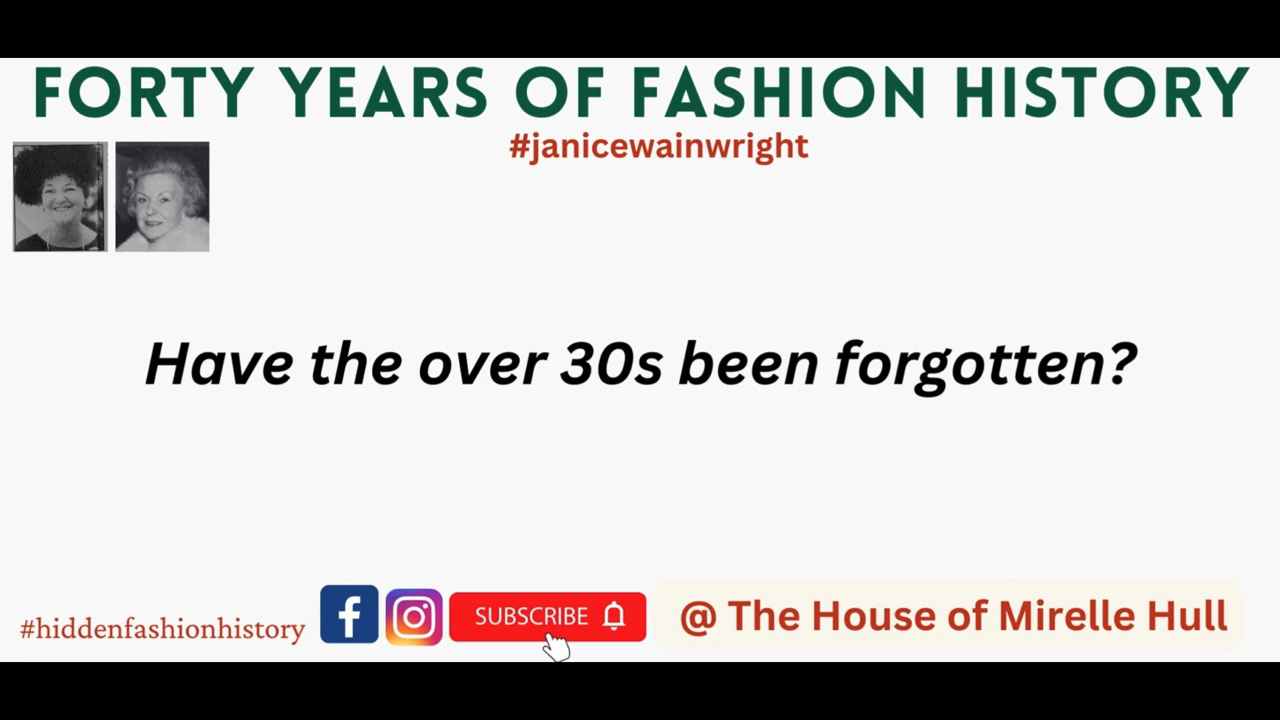 FORTY YEARS OF FASHION HISTORY
#janicewainwright
Have the over 30s been forgotten?
#hiddenfashionhistory
SUBSCRIBE
@ The House of Mirelle Hull